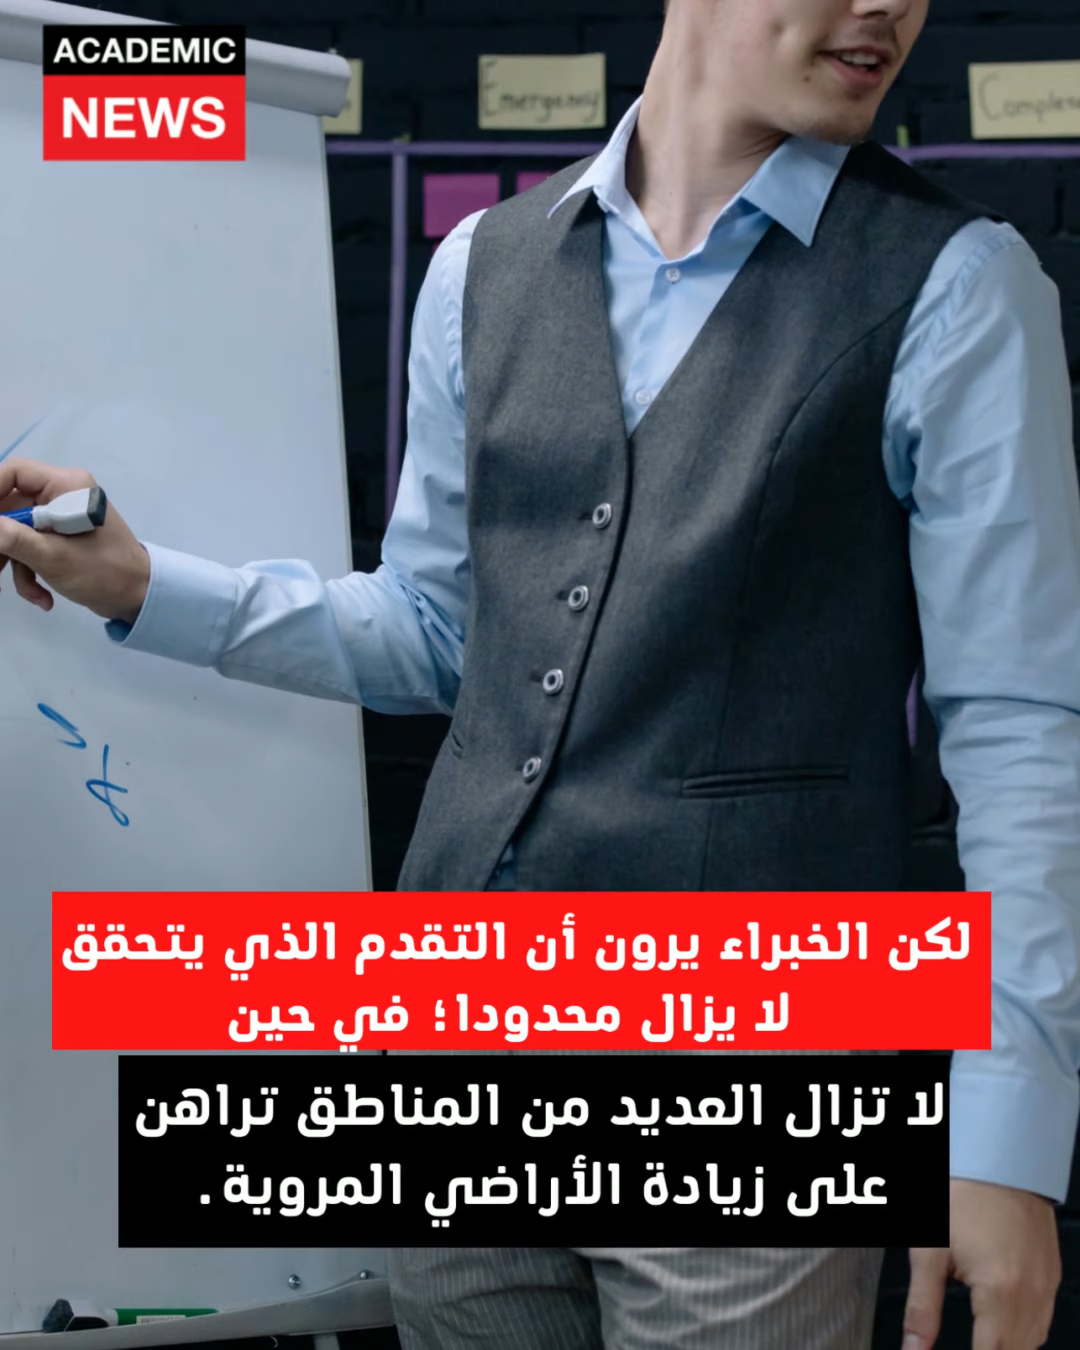 ACADEMIC
NEWS
Emergency
لكن الخبراء يرون أن التقدم الذي يتحقق
لا يزال محدودا؛ في حين
لا تزال العديد من المناطق تراهن
على زيادة الأراضي المروية.